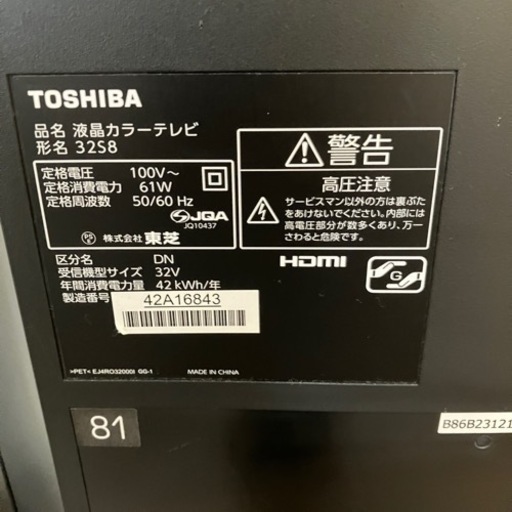 TOSHIBA
品名 液晶カラーテレビ
形名 32S8
定格電圧 100V～
定格消費電力 61W
定格周波数 50/60 Hz
JQA
JQ10437
株式会社 東芝
区分名 DN
受信機型サイズ 32V
年間消費電力量 42 kWh/年
製造番号 42A16843
>PET< EJ4RO32000I GG-1 MADE IN CHINA
警告
高圧注意
サービスマン以外の方は裏ぶた
をあけないでください。内部には
高電圧部分が数多くあり、万一
さわると危険です。
HDMI
G
81
B86B23121